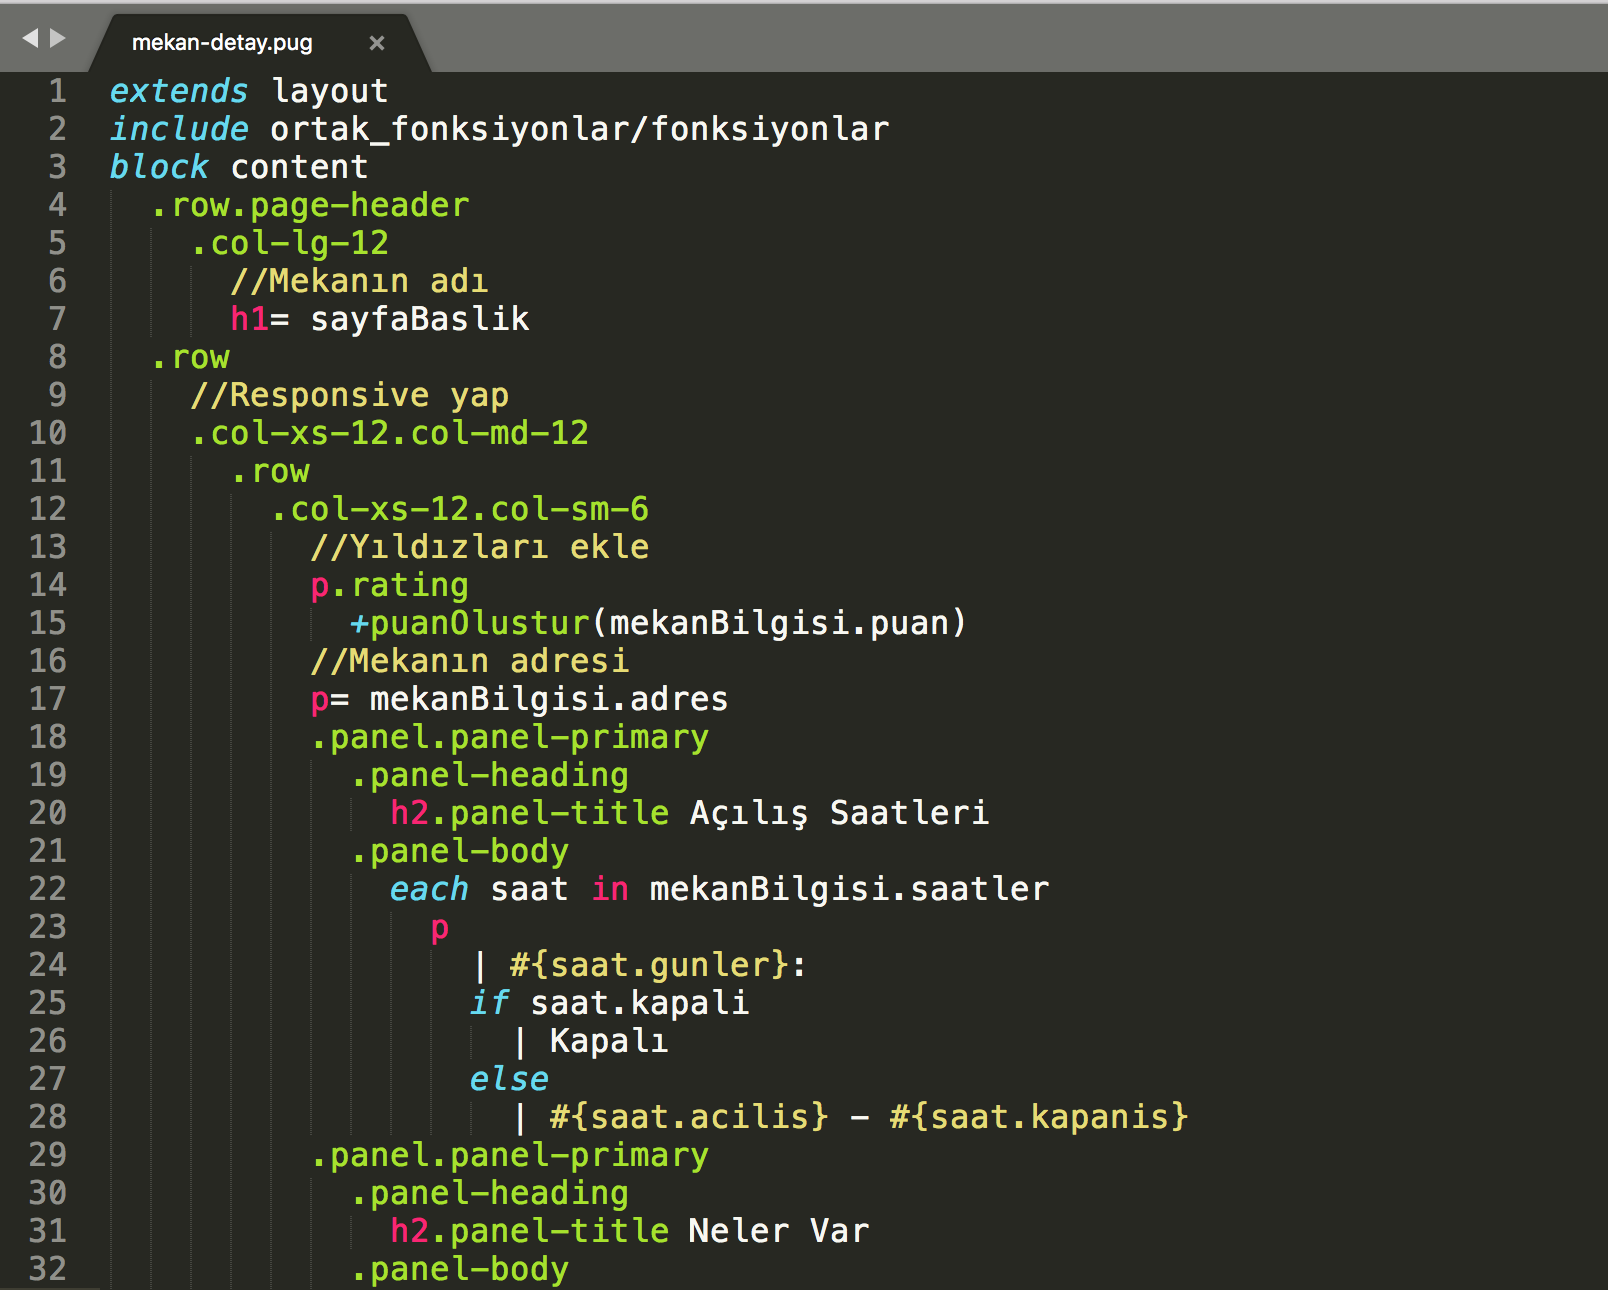 mekan-detay.pug ×
1 extends layout
2 include ortak_fonksiyonlar/fonksiyonlar
3 block content
4 .row.page-header
5 .col-lg-12
6 //Mekanın adı
7 h1= sayfaBaslik
8 .row
9 //Responsive yap
10 .col-xs-12.col-md-12
11 .row
12 .col-xs-12.col-sm-6
13 //Yıldızları ekle
14 p.rating
15 +puanOlustur(mekanBilgisi.puan)
16 //Mekanın adresi
17 p= mekanBilgisi.adres
18 .panel.panel-primary
19 .panel-heading
20 h2.panel-title Açılış Saatleri
21 .panel-body
22 each saat in mekanBilgisi.saatler
23 p
24 | #{saat.gunler}:
25 if saat.kapali
26 | Kapalı
27 else
28 | #{saat.acilis} - #{saat.kapanis}
29 .panel.panel-primary
30 .panel-heading
31 h2.panel-title Neler Var
32 .panel-body